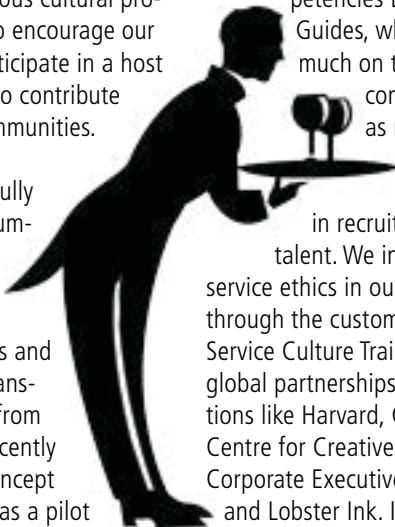 ous cultural pro-
o encourage our
ticipate in a host
o contribute
mmunities.
ully
um-
s and
ans-
from
cently
ncept
as a pilot
Guides, wh
much on t
con
as
in recruit
talent. We in
service ethics in ou
through the custom
Service Culture Trai
global partnerships
tions like Harvard, C
Centre for Creative
Corporate Executive
and Lobster Ink. I